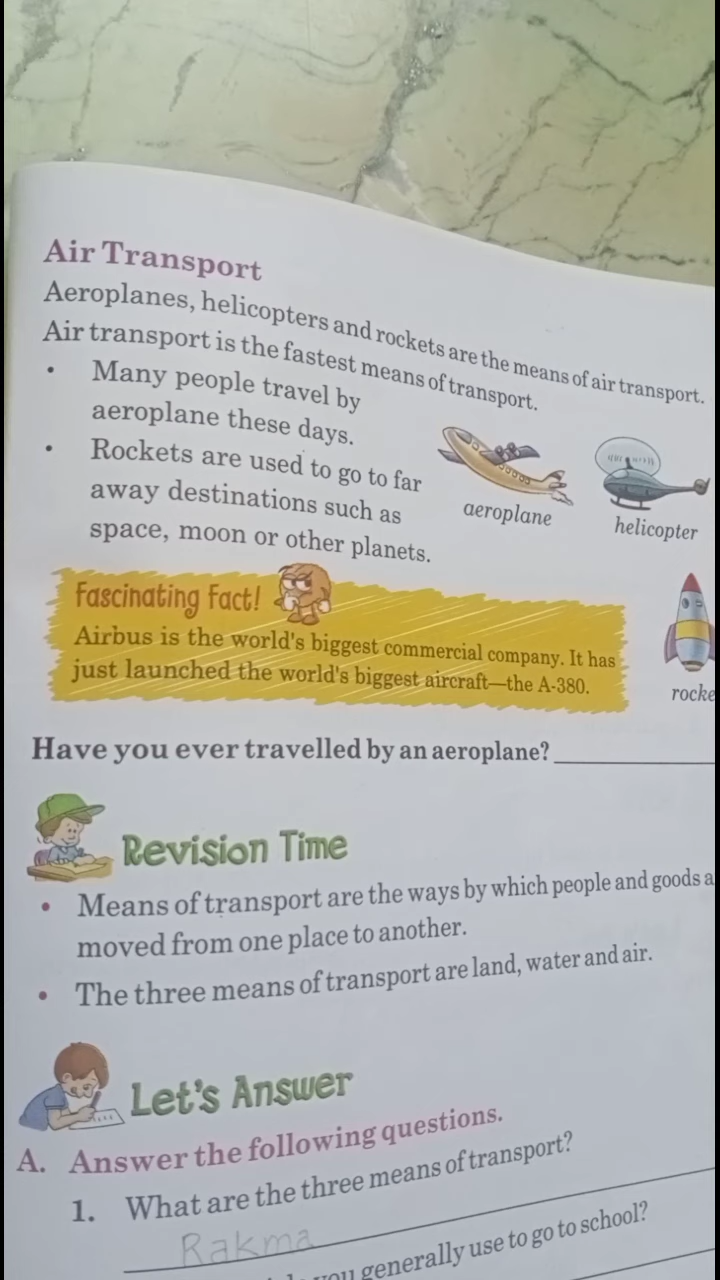 Air Transport
Aeroplanes, helicopters and rockets are the means of air transport.
Air transport is the fastest means of transport.
• Many people travel by
aeroplane these days.
• Rockets are used to go to far
away destinations such as
space, moon or other planets.
aeroplane
helicopter
Fascinating Fact!
Airbus is the world's biggest commercial company. It has
just launched the world's biggest aircraft—the A-380.
rocke
Have you ever travelled by an aeroplane?
Revision Time
• Means of transport are the ways by which people and goods a
moved from one place to another.
• The three means of transport are land, water and air.
Let's Answer
A. Answer the following questions.
1. What are the three means of transport?
Rakma
you generally use to go to school?